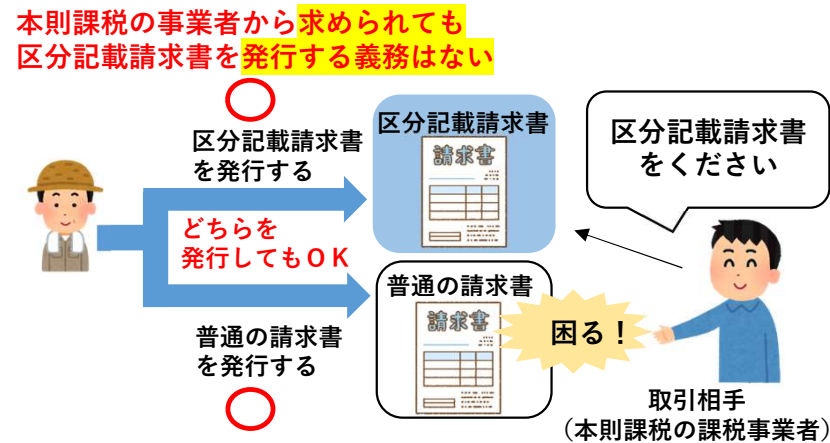 本則課税の事業者から求められても
区分記載請求書を発行する義務はない
区分記載請求書
を発行する
区分記載請求書
請求書
区分記載請求書
をください
どちらを
発行してもＯＫ
普通の請求書
請求書
困る！
普通の請求書
を発行する
取引相手
（本則課税の課税事業者）